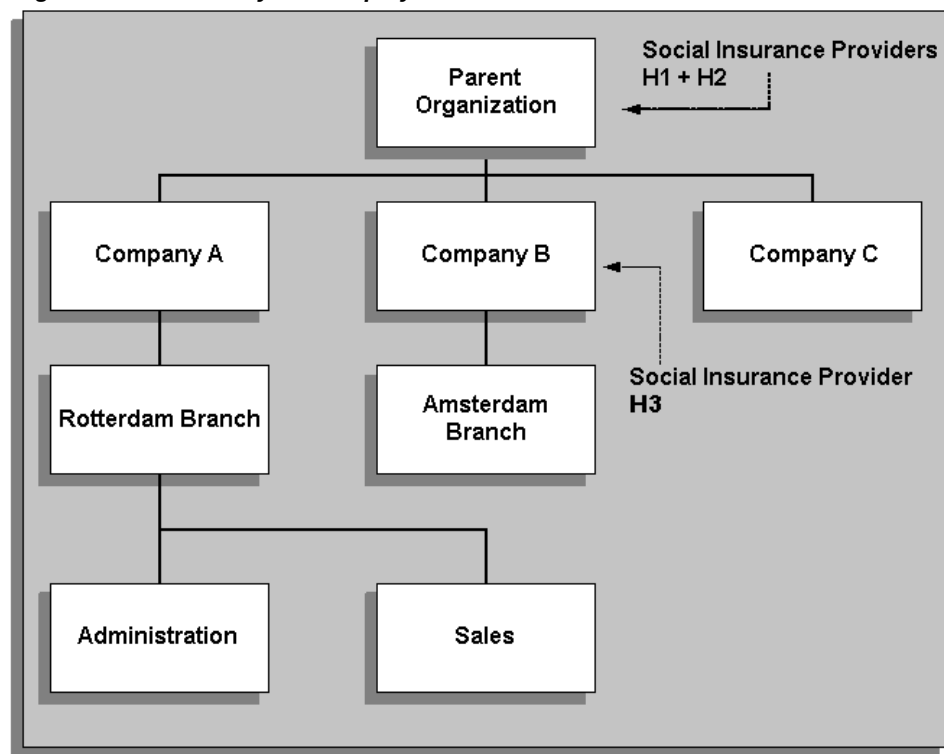 Parent
Organization
Social Insurance Providers
H1 + H2
Company A
Company B
Company C
Social Insurance Provider
H3
Rotterdam Branch
Amsterdam
Branch
Administration
Sales